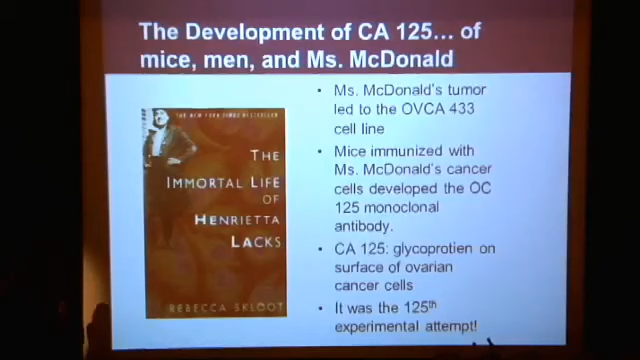 The Development of CA 125... of
mice, men, and Ms. McDonald
THE NEW YORK TIMES BESTSELLER
THE
IMMORTAL LIFE
OF
HENRIETTA
LACKS
REBECCA SKLOOT
• Ms. McDonald's tumor
led to the OVCA 433
cell line
• Mice immunized with
Ms. McDonald's cancer
cells developed the OC
125 monoclonal
antibody.
• CA 125: glycoprotien on
surface of ovarian
cancer cells
• It was the 125th
experimental attempt!